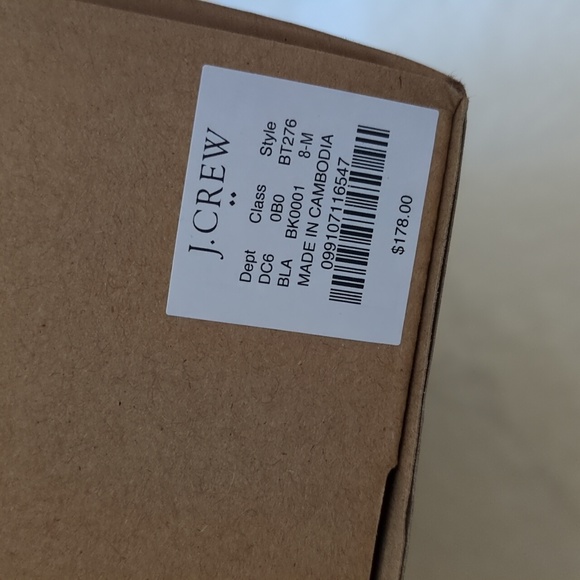 J.CREW
Dept Class Style
DC6 0B0 BT276
BLA BK0001 8-M
MADE IN CAMBODIA
099107116547
$178.00